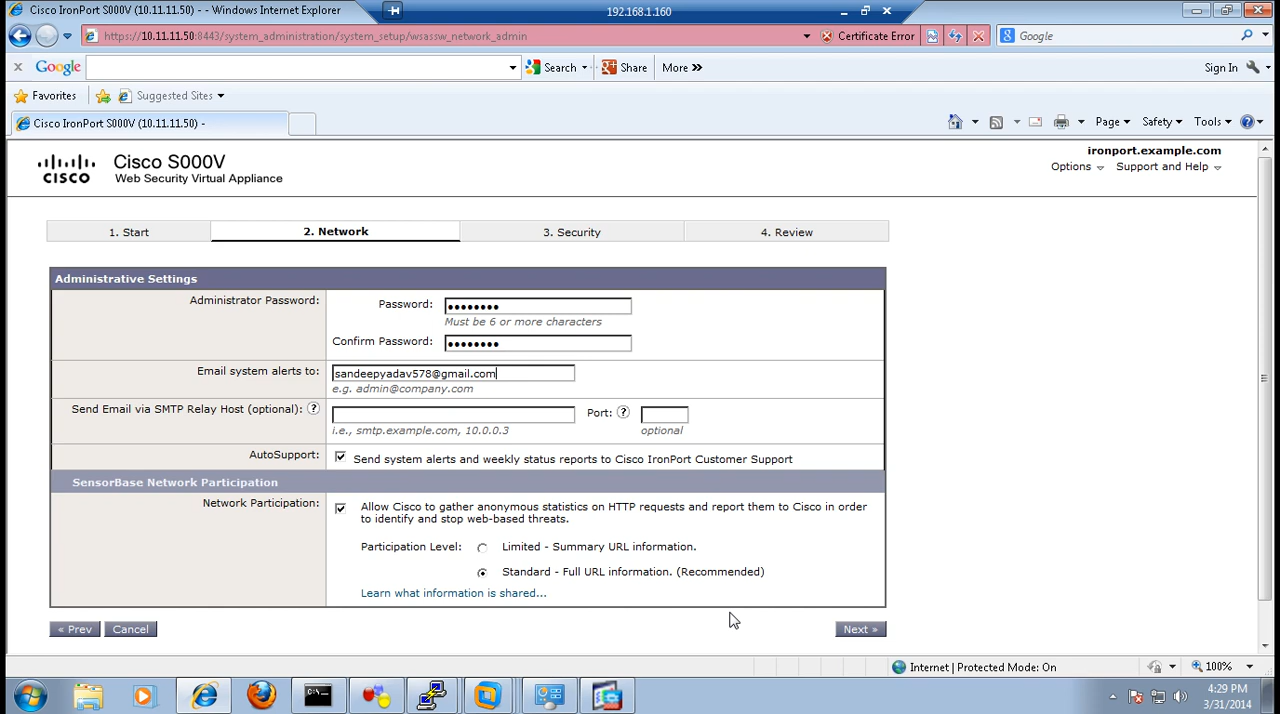 Cisco IronPort S000V (10.11.11.50) - - Windows Internet Explorer
192.168.1.160
https://10.11.11.50:8443/system_administration/system_setup/wsassw_network_admin
Certificate Error
Google
Google
Search
Share
More »
Sign In
Favorites
Suggested Sites
Cisco IronPort S000V (10.11.11.50) -
Page
Safety
Tools
CISCO
Cisco S000V
Web Security Virtual Appliance
ironport.example.com
Options
Support and Help
1. Start
2. Network
3. Security
4. Review
Administrative Settings
Administrator Password:
Password:
••••••••
Must be 6 or more characters
Confirm Password:
••••••••
Email system alerts to:
sandeepyadav578@gmail.com
e.g. admin@company.com
Send Email via SMTP Relay Host (optional):
?
Port:
?
i.e., smtp.example.com, 10.0.0.3
optional
AutoSupport:
Send system alerts and weekly status reports to Cisco IronPort Customer Support
SensorBase Network Participation
Network Participation:
Allow Cisco to gather anonymous statistics on HTTP requests and report them to Cisco in order
to identify and stop web-based threats.
Participation Level:
Limited - Summary URL information.
Standard - Full URL information. (Recommended)
Learn what information is shared...
« Prev
Cancel
Next »
Internet | Protected Mode: On
100%
4:29 PM
3/31/2014